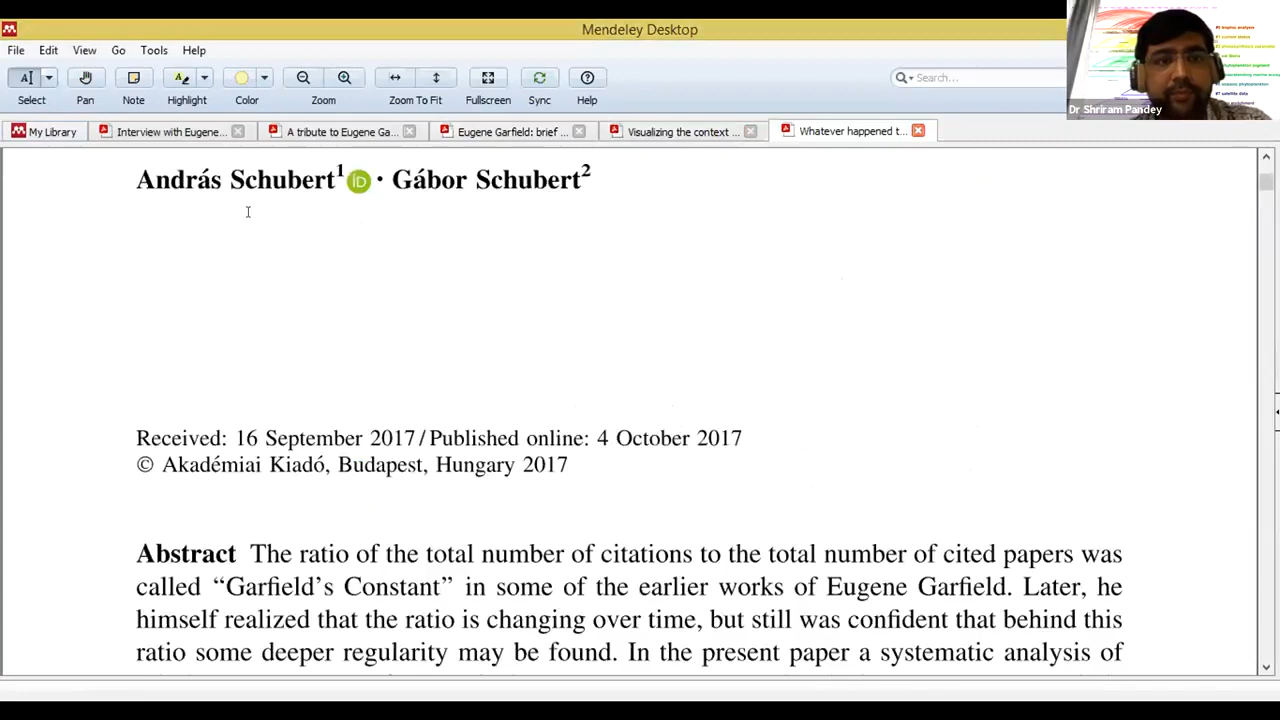 Mendeley Desktop
File Edit View Go Tools Help
Search...
Select Pan Note Highlight Color Zoom Zoom To Fullscreen Help
Dr Shriram Pandey
My Library Interview with Eugene... A tribute to Eugene Ga... Eugene Garfield: brief ... Visualizing the context ... Whatever happened t...
András Schubert1 iD · Gábor Schubert2
Received: 16 September 2017 / Published online: 4 October 2017
© Akadémiai Kiadó, Budapest, Hungary 2017
Abstract The ratio of the total number of citations to the total number of cited papers was
called “Garfield’s Constant” in some of the earlier works of Eugene Garfield. Later, he
himself realized that the ratio is changing over time, but still was confident that behind this
ratio some deeper regularity may be found. In the present paper a systematic analysis of